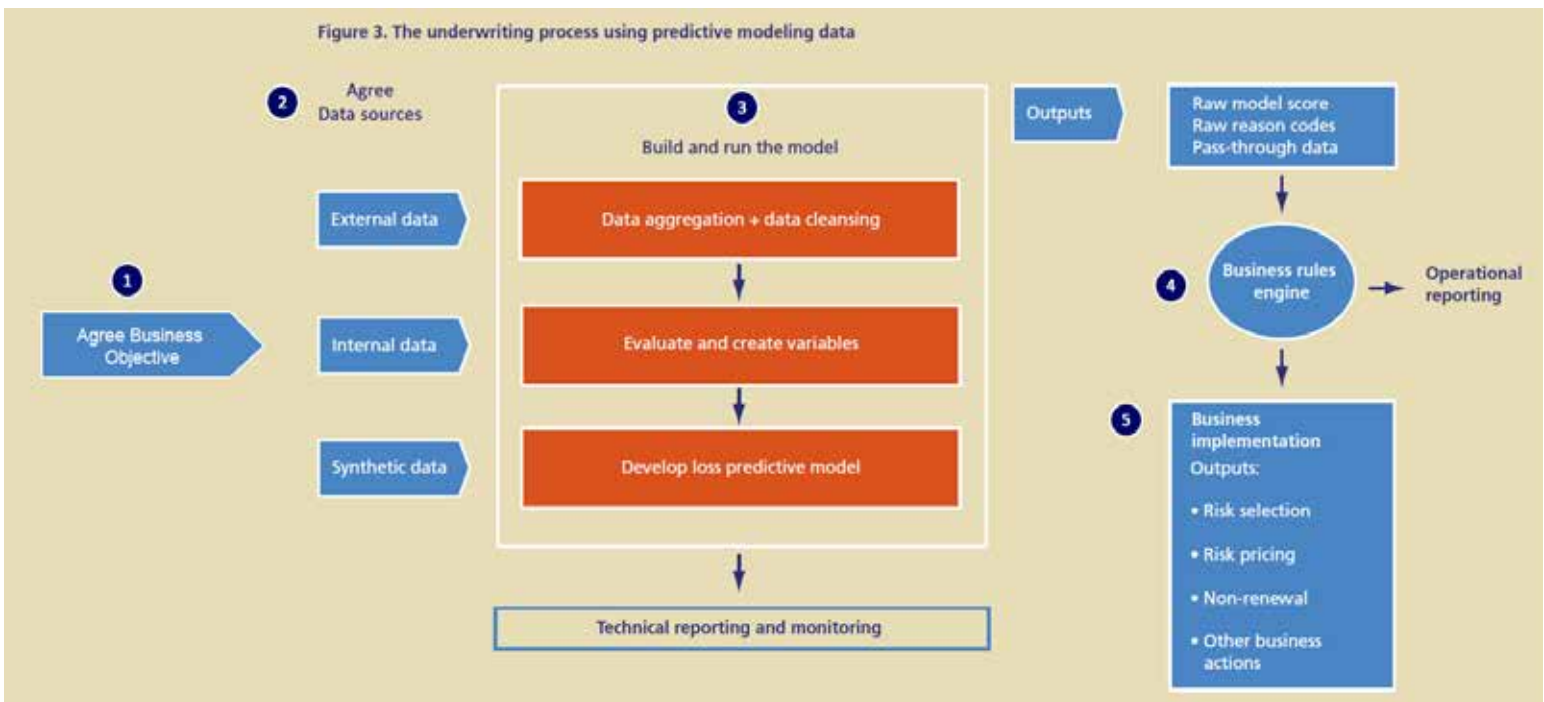 Figure 3. The underwriting process using predictive modeling data
1
Agree Business
Objective
2
Agree
Data sources
External data
Internal data
Synthetic data
3
Build and run the model
Data aggregation + data cleansing
Evaluate and create variables
Develop loss predictive model
Technical reporting and monitoring
Outputs
Raw model score
Raw reason codes
Pass-through data
4
Business rules
engine
Operational
reporting
5
Business
implementation
Outputs:
• Risk selection
• Risk pricing
• Non-renewal
• Other business
actions